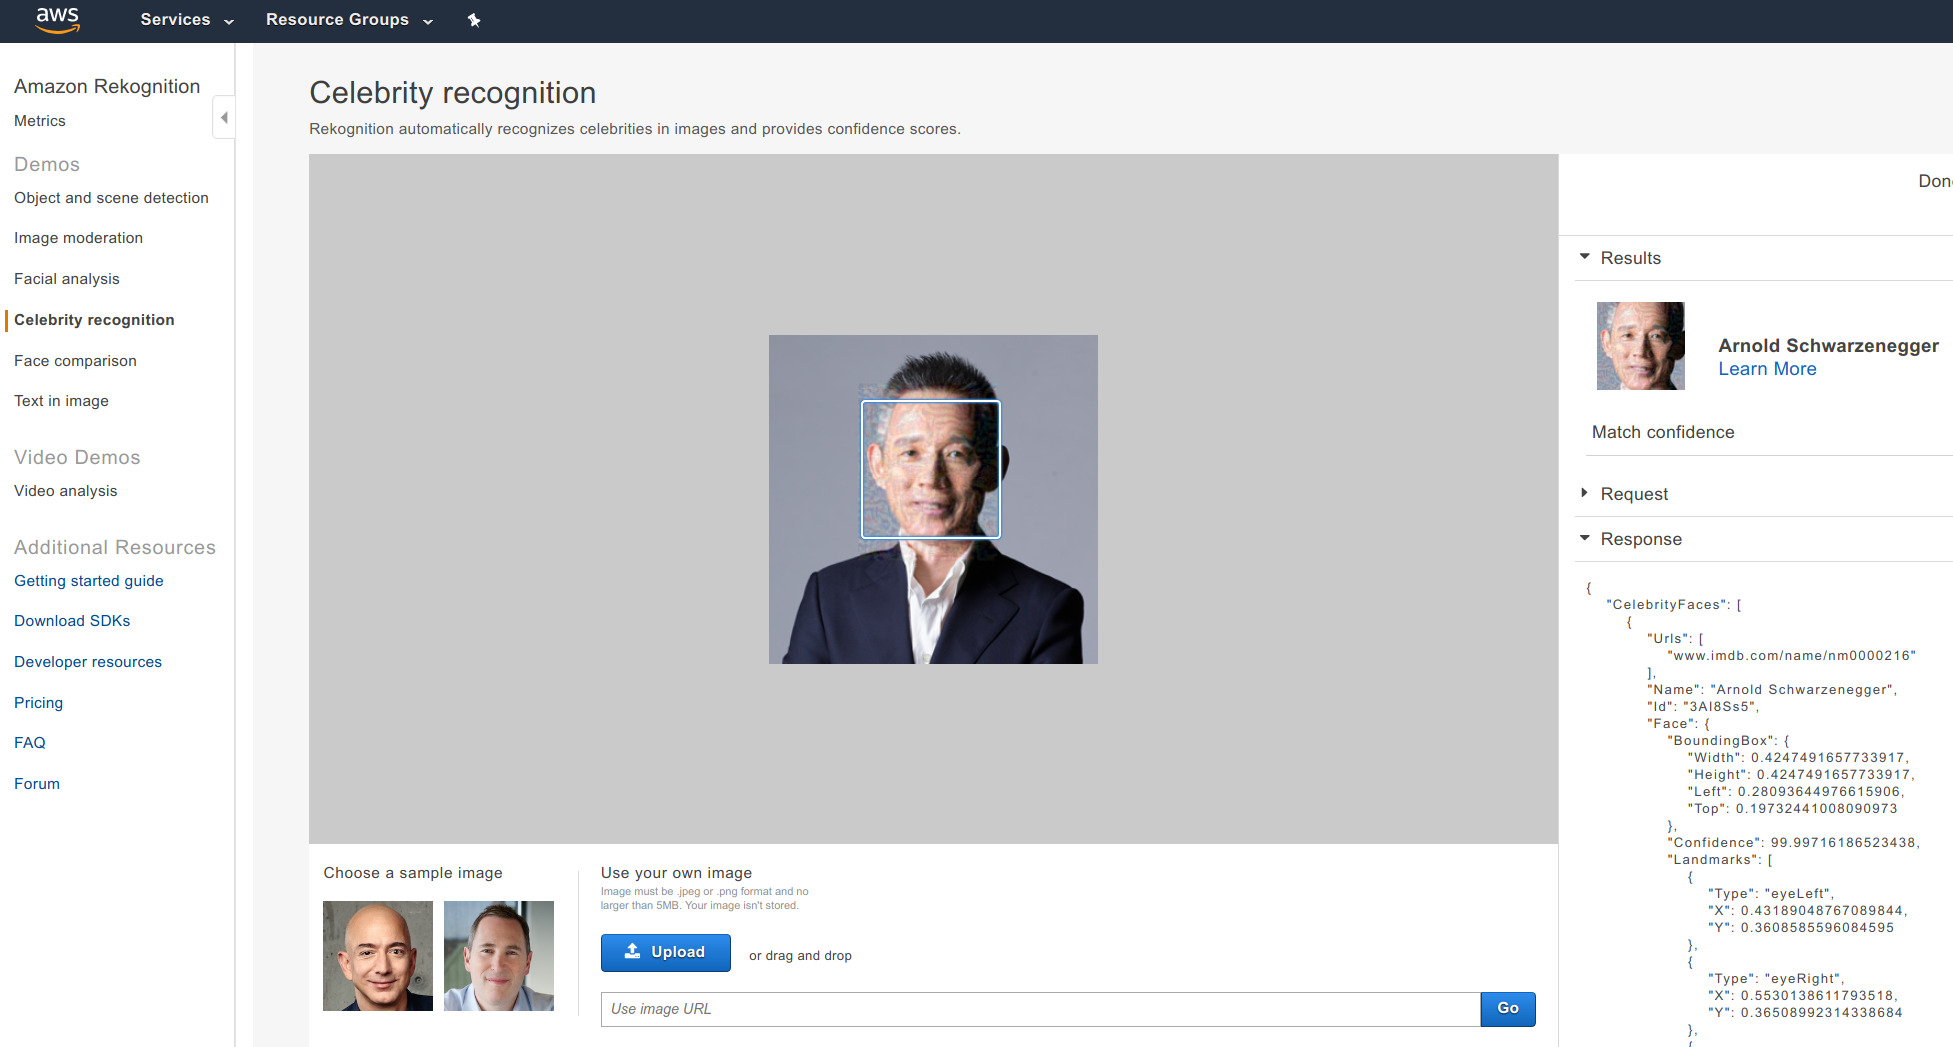 aws
Services
Resource Groups
Amazon Rekognition
Metrics
Demos
Object and scene detection
Image moderation
Facial analysis
Celebrity recognition
Face comparison
Text in image
Video Demos
Video analysis
Additional Resources
Getting started guide
Download SDKs
Developer resources
Pricing
FAQ
Forum
Celebrity recognition
Rekognition automatically recognizes celebrities in images and provides confidence scores.
Choose a sample image
Use your own image
Image must be .jpeg or .png format and no
larger than 5MB. Your image isn't stored.
Upload
or drag and drop
Use image URL
Go
Don
Results
Arnold Schwarzenegger
Learn More
Match confidence
Request
Response
{
"CelebrityFaces": [
{
"Urls": [
"www.imdb.com/name/nm0000216"
],
"Name": "Arnold Schwarzenegger",
"Id": "3AI8Ss5",
"Face": {
"BoundingBox": {
"Width": 0.4247491657733917,
"Height": 0.4247491657733917,
"Left": 0.28093644976615906,
"Top": 0.19732441008090973
},
"Confidence": 99.99716186523438,
"Landmarks": [
{
"Type": "eyeLeft",
"X": 0.43189048767089844,
"Y": 0.3608585596084595
},
{
"Type": "eyeRight",
"X": 0.5530138611793518,
"Y": 0.36508992314338684
},